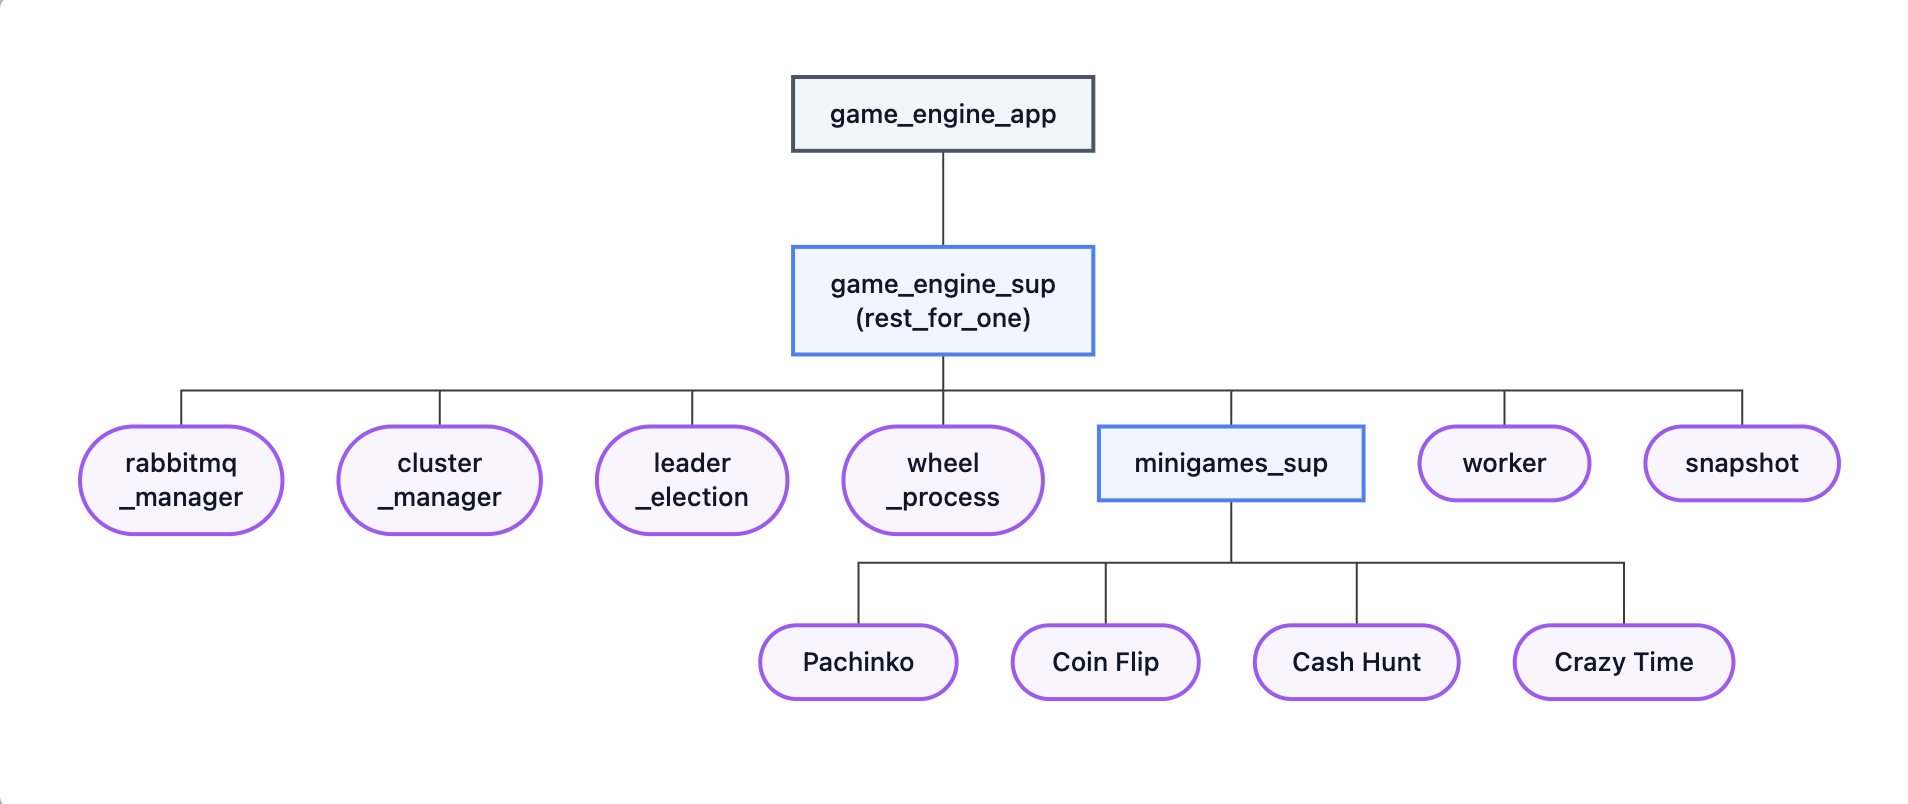 game_engine_app
game_engine_sup
(rest_for_one)
rabbitmq
_manager
cluster
_manager
leader
_election
wheel
_process
minigames_sup
worker
snapshot
Pachinko
Coin Flip
Cash Hunt
Crazy Time